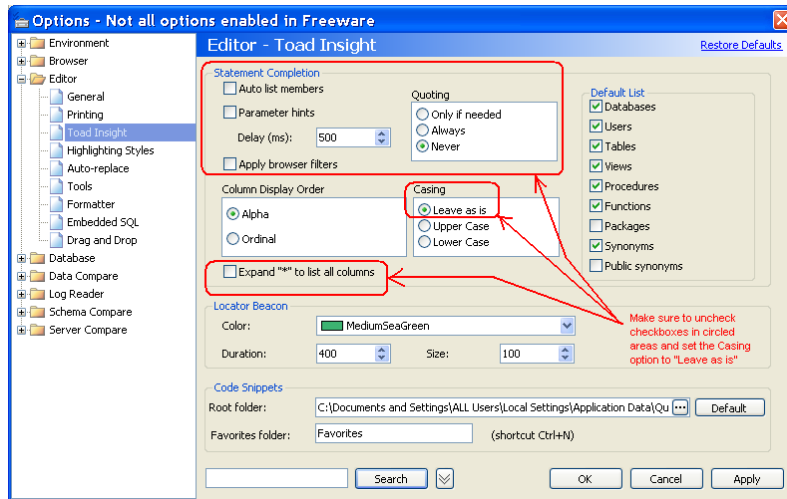 Options - Not all options enabled in Freeware
Environment
Browser
Editor
General
Printing
Toad Insight
Highlighting Styles
Auto-replace
Tools
Formatter
Embedded SQL
Drag and Drop
Database
Data Compare
Log Reader
Schema Compare
Server Compare
Editor - Toad Insight
Restore Defaults
Statement Completion
Auto list members
Parameter hints
Delay (ms): 500
Apply browser filters
Quoting
Only if needed
Always
Never
Default List
Databases
Users
Tables
Views
Procedures
Functions
Packages
Synonyms
Public synonyms
Column Display Order
Alpha
Ordinal
Casing
Leave as is
Upper Case
Lower Case
Expand "*" to list all columns
Locator Beacon
Color: MediumSeaGreen
Duration: 400 Size: 100
Make sure to uncheck
checkboxes in circled
areas and set the Casing
option to "Leave as is"
Code Snippets
Root folder: C:\Documents and Settings\ALL Users\Local Settings\Application Data\Qu ... Default
Favorites folder: Favorites (shortcut Ctrl+N)
Search OK Cancel Apply